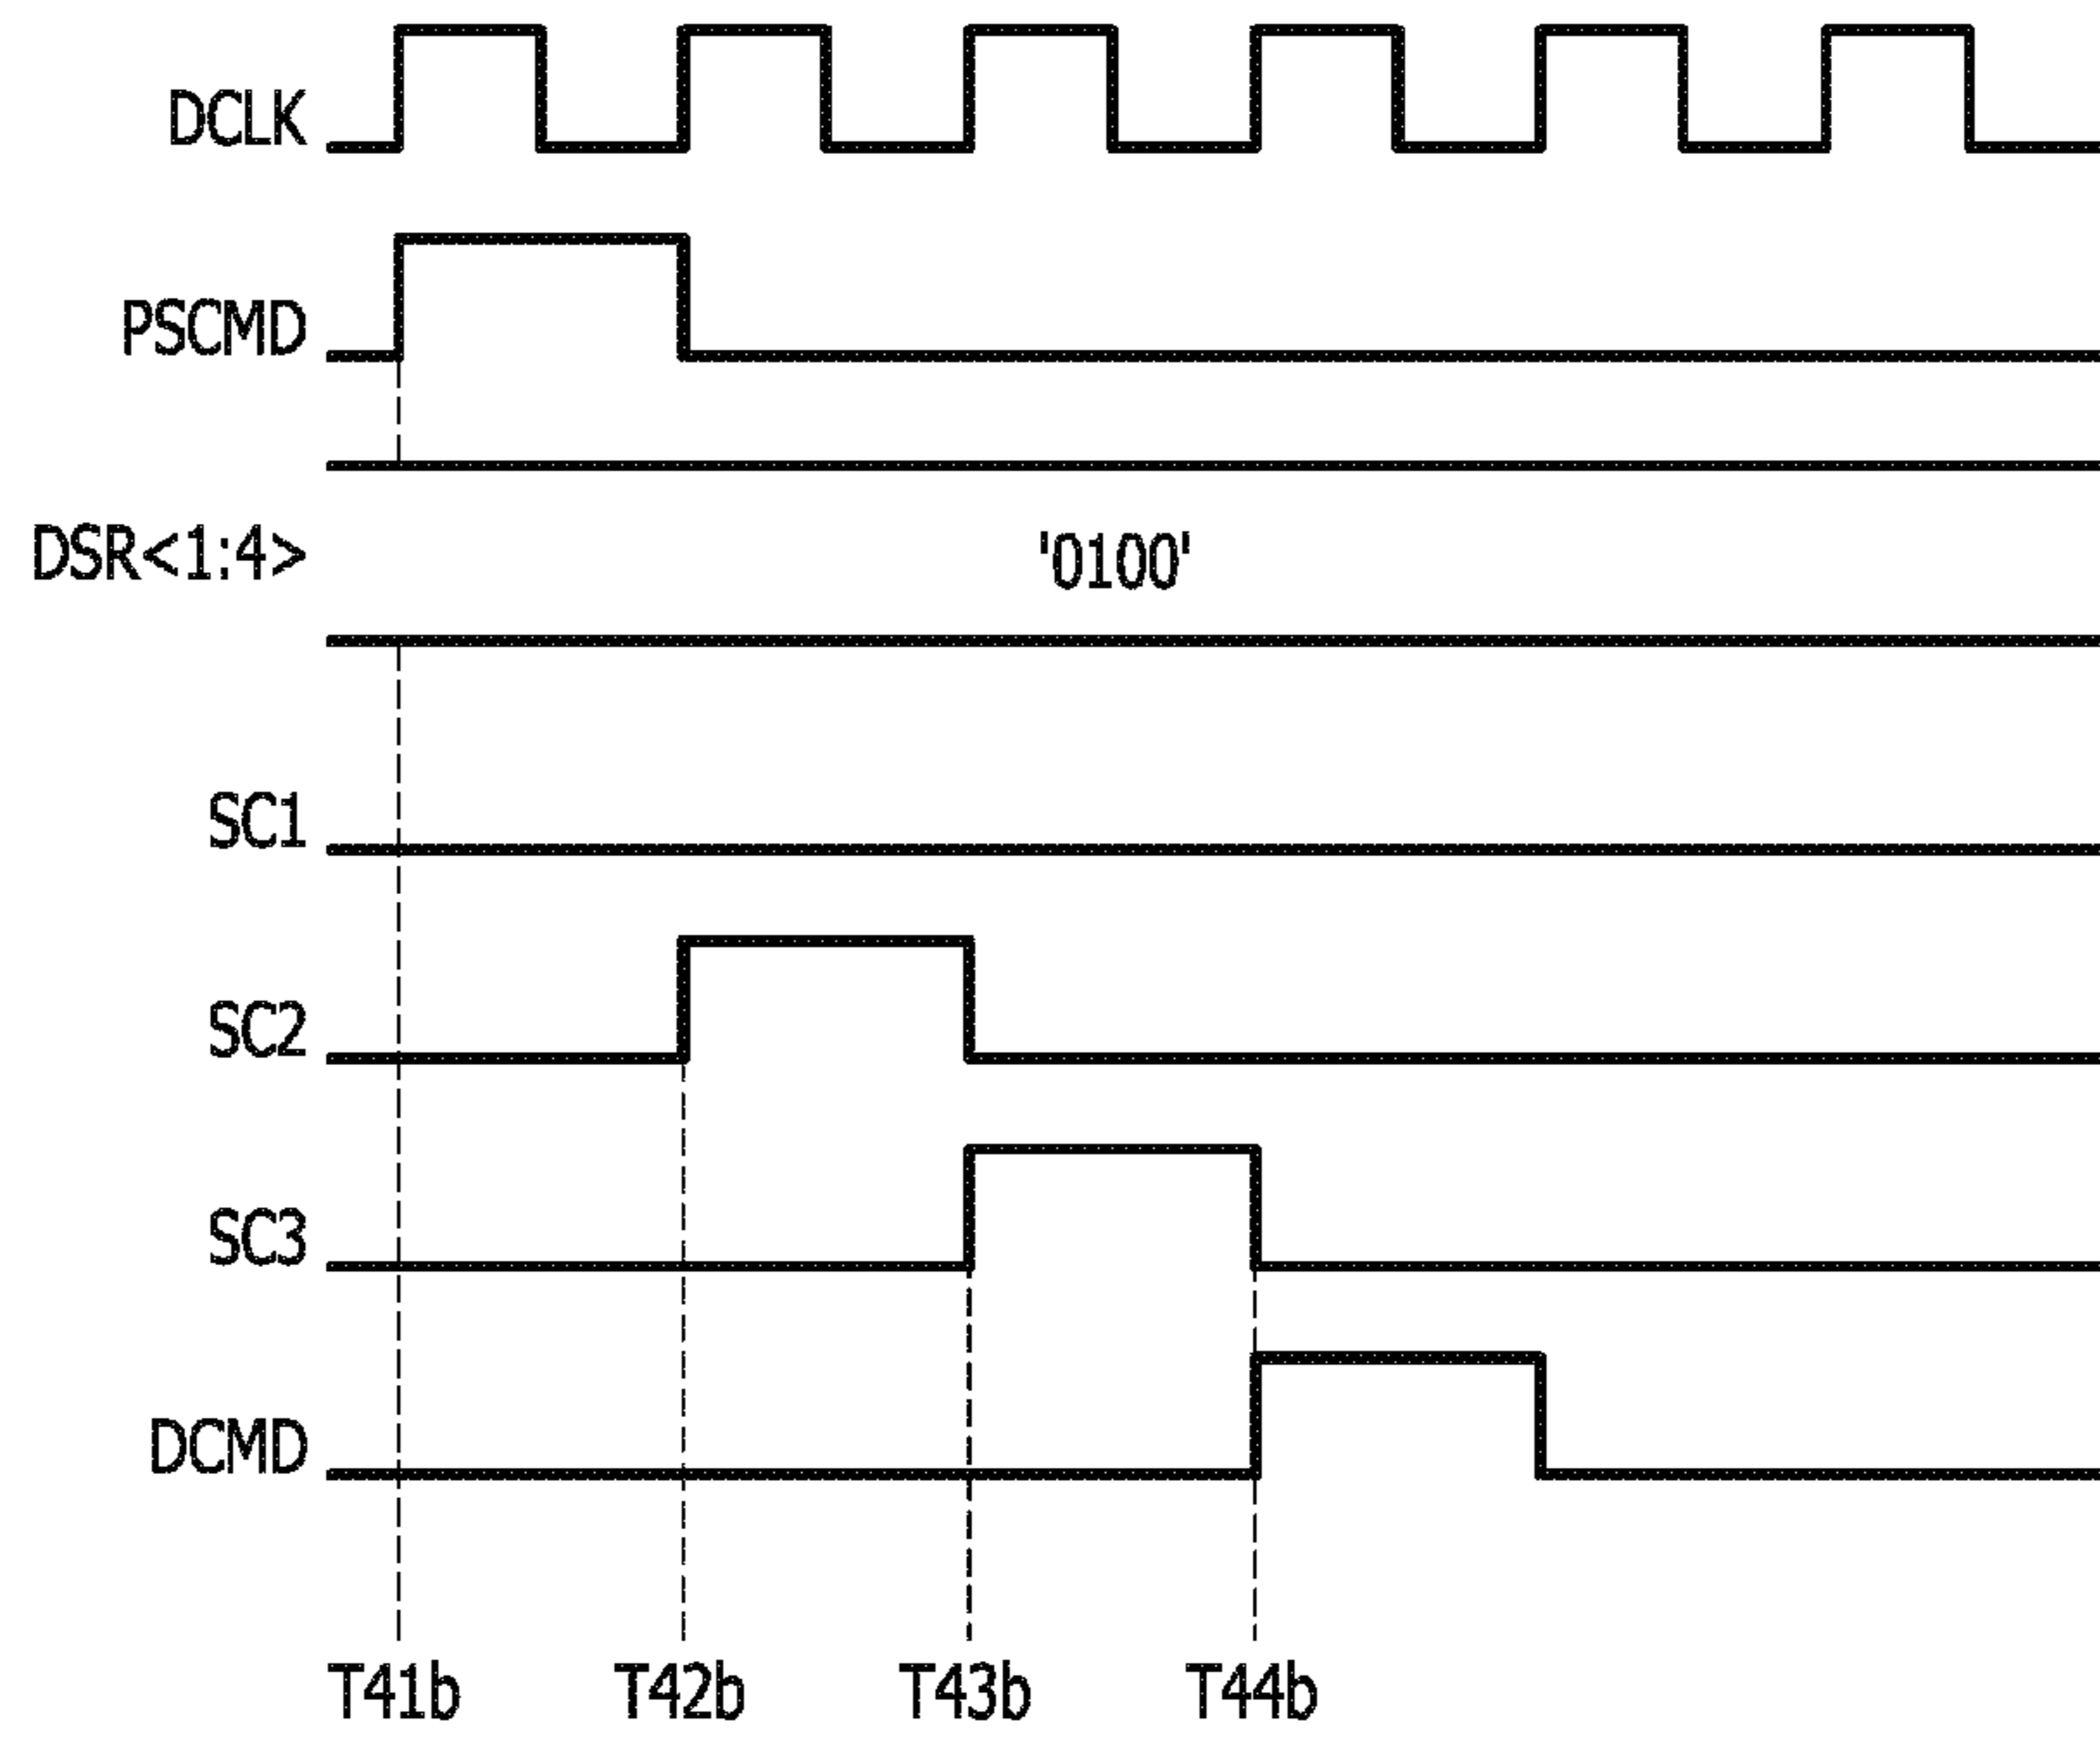 DCLK
PSCMD
DSR<1:4>
'0100'
SC1
SC2
SC3
DCMD
T41b
T42b
T43b
T44b